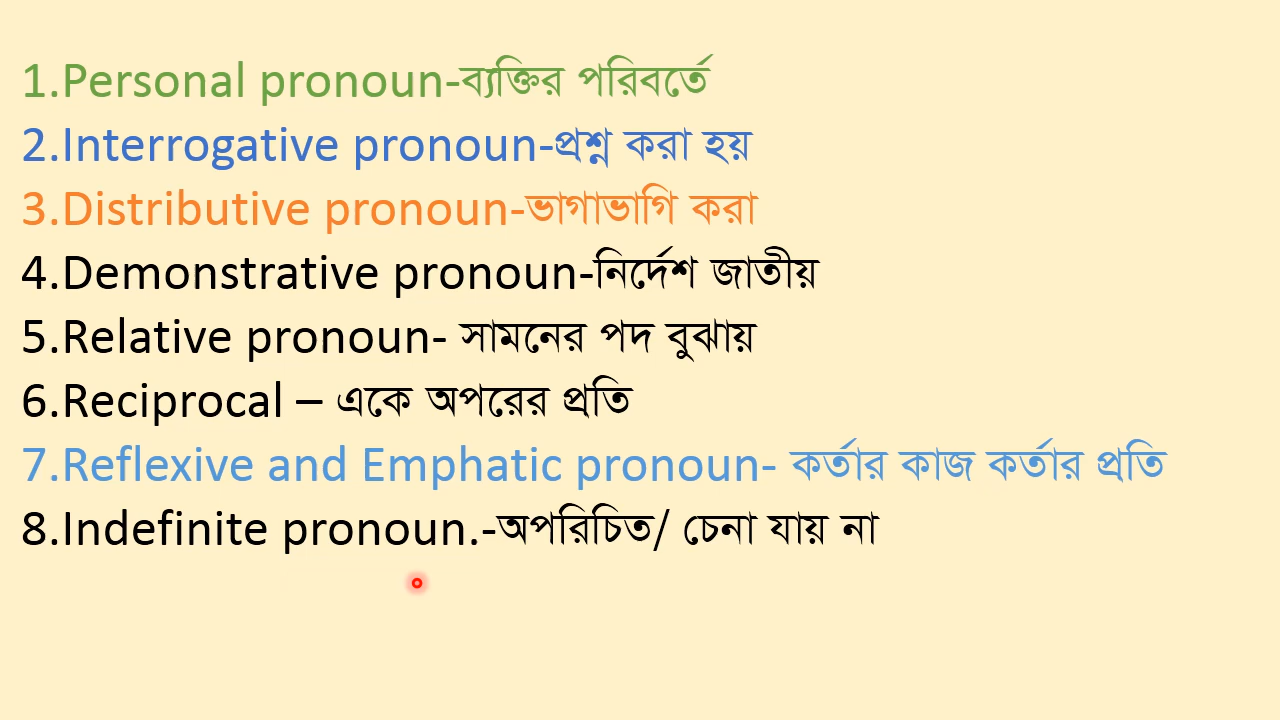 1.Personal pronoun-ব্যক্তির পরিবর্তে
2.Interrogative pronoun-প্রশ্ন করা হয়
3.Distributive pronoun-ভাগাভাগি করা
4.Demonstrative pronoun-নির্দেশ জাতীয়
5.Relative pronoun- সামনের পদ বুঝায়
6.Reciprocal – একে অপরের প্রতি
7.Reflexive and Emphatic pronoun- কর্তার কাজ কর্তার প্রতি
8.Indefinite pronoun.-অপরিচিত/ চেনা যায় না